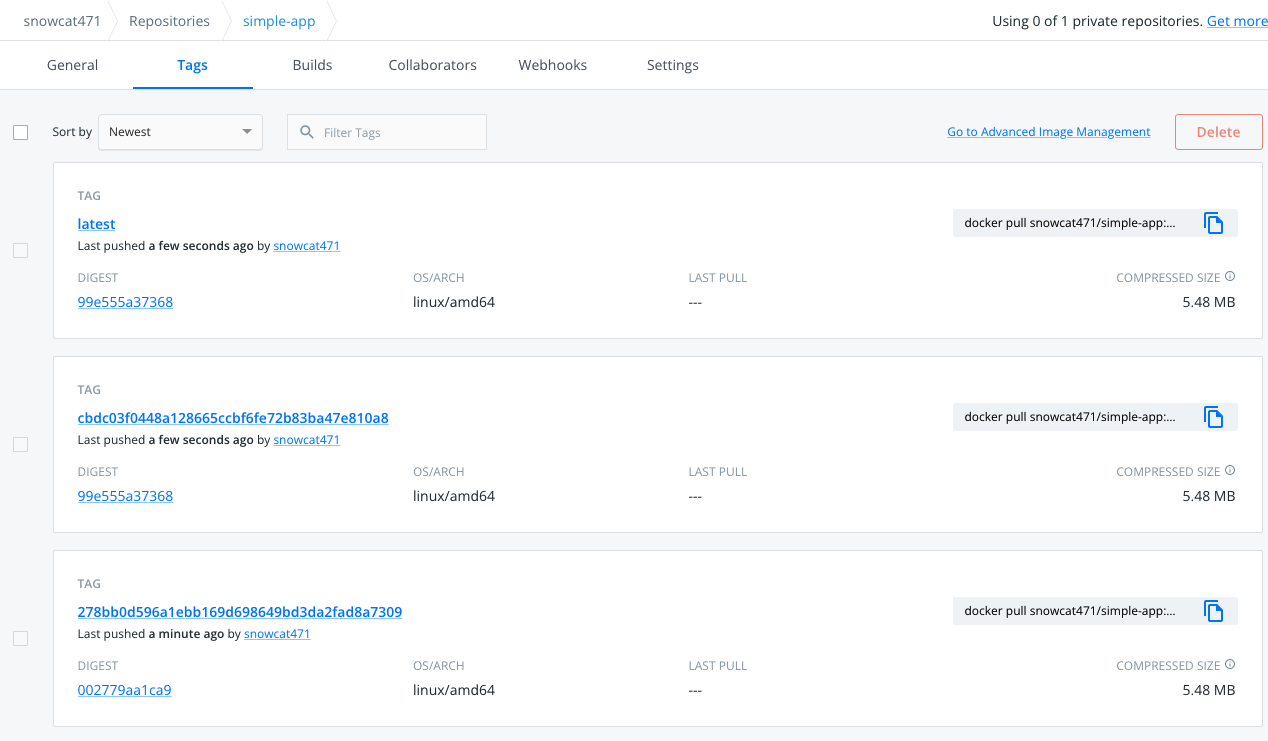 snowcat471 Repositories simple-app Using 0 of 1 private repositories. Get more
General Tags Builds Collaborators Webhooks Settings
Sort by Newest Filter Tags Go to Advanced Image Management Delete
TAG
latest docker pull snowcat471/simple-app:...
Last pushed a few seconds ago by snowcat471
DIGEST OS/ARCH LAST PULL COMPRESSED SIZE
99e555a37368 linux/amd64 --- 5.48 MB
TAG
cbdc03f0448a128665ccbf6fe72b83ba47e810a8 docker pull snowcat471/simple-app:...
Last pushed a few seconds ago by snowcat471
DIGEST OS/ARCH LAST PULL COMPRESSED SIZE
99e555a37368 linux/amd64 --- 5.48 MB
TAG
278bb0d596a1ebb169d698649bd3da2fad8a7309 docker pull snowcat471/simple-app:...
Last pushed a minute ago by snowcat471
DIGEST OS/ARCH LAST PULL COMPRESSED SIZE
002779aa1ca9 linux/amd64 --- 5.48 MB